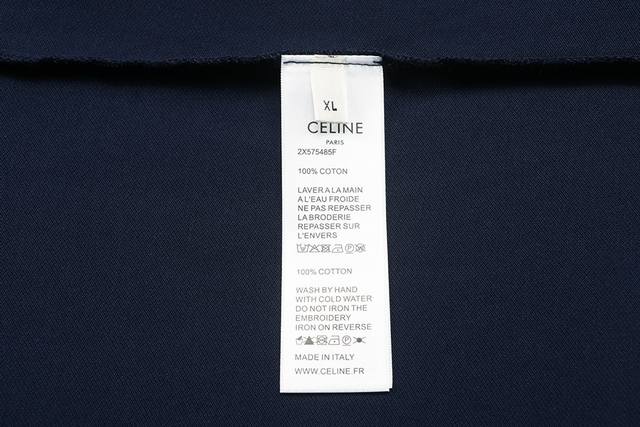 XL
CELINE
PARIS
2X575485F
100% COTON
LAVER A LA MAIN
A L'EAU FROIDE
NE PAS REPASSER
LA BRODERIE
REPASSER SUR
L'ENVERS
100% COTTON
WASH BY HAND
WITH COLD WATER
DO NOT IRON THE
EMBROIDERY
IRON ON REVERSE
MADE IN ITALY
WWW.CELINE.FR